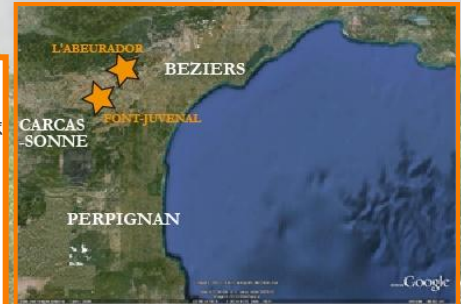 L'ABEURADOR
BEZIERS
FONT-JUVENAL
CARCAS
-SONNE
PERPIGNAN
Google